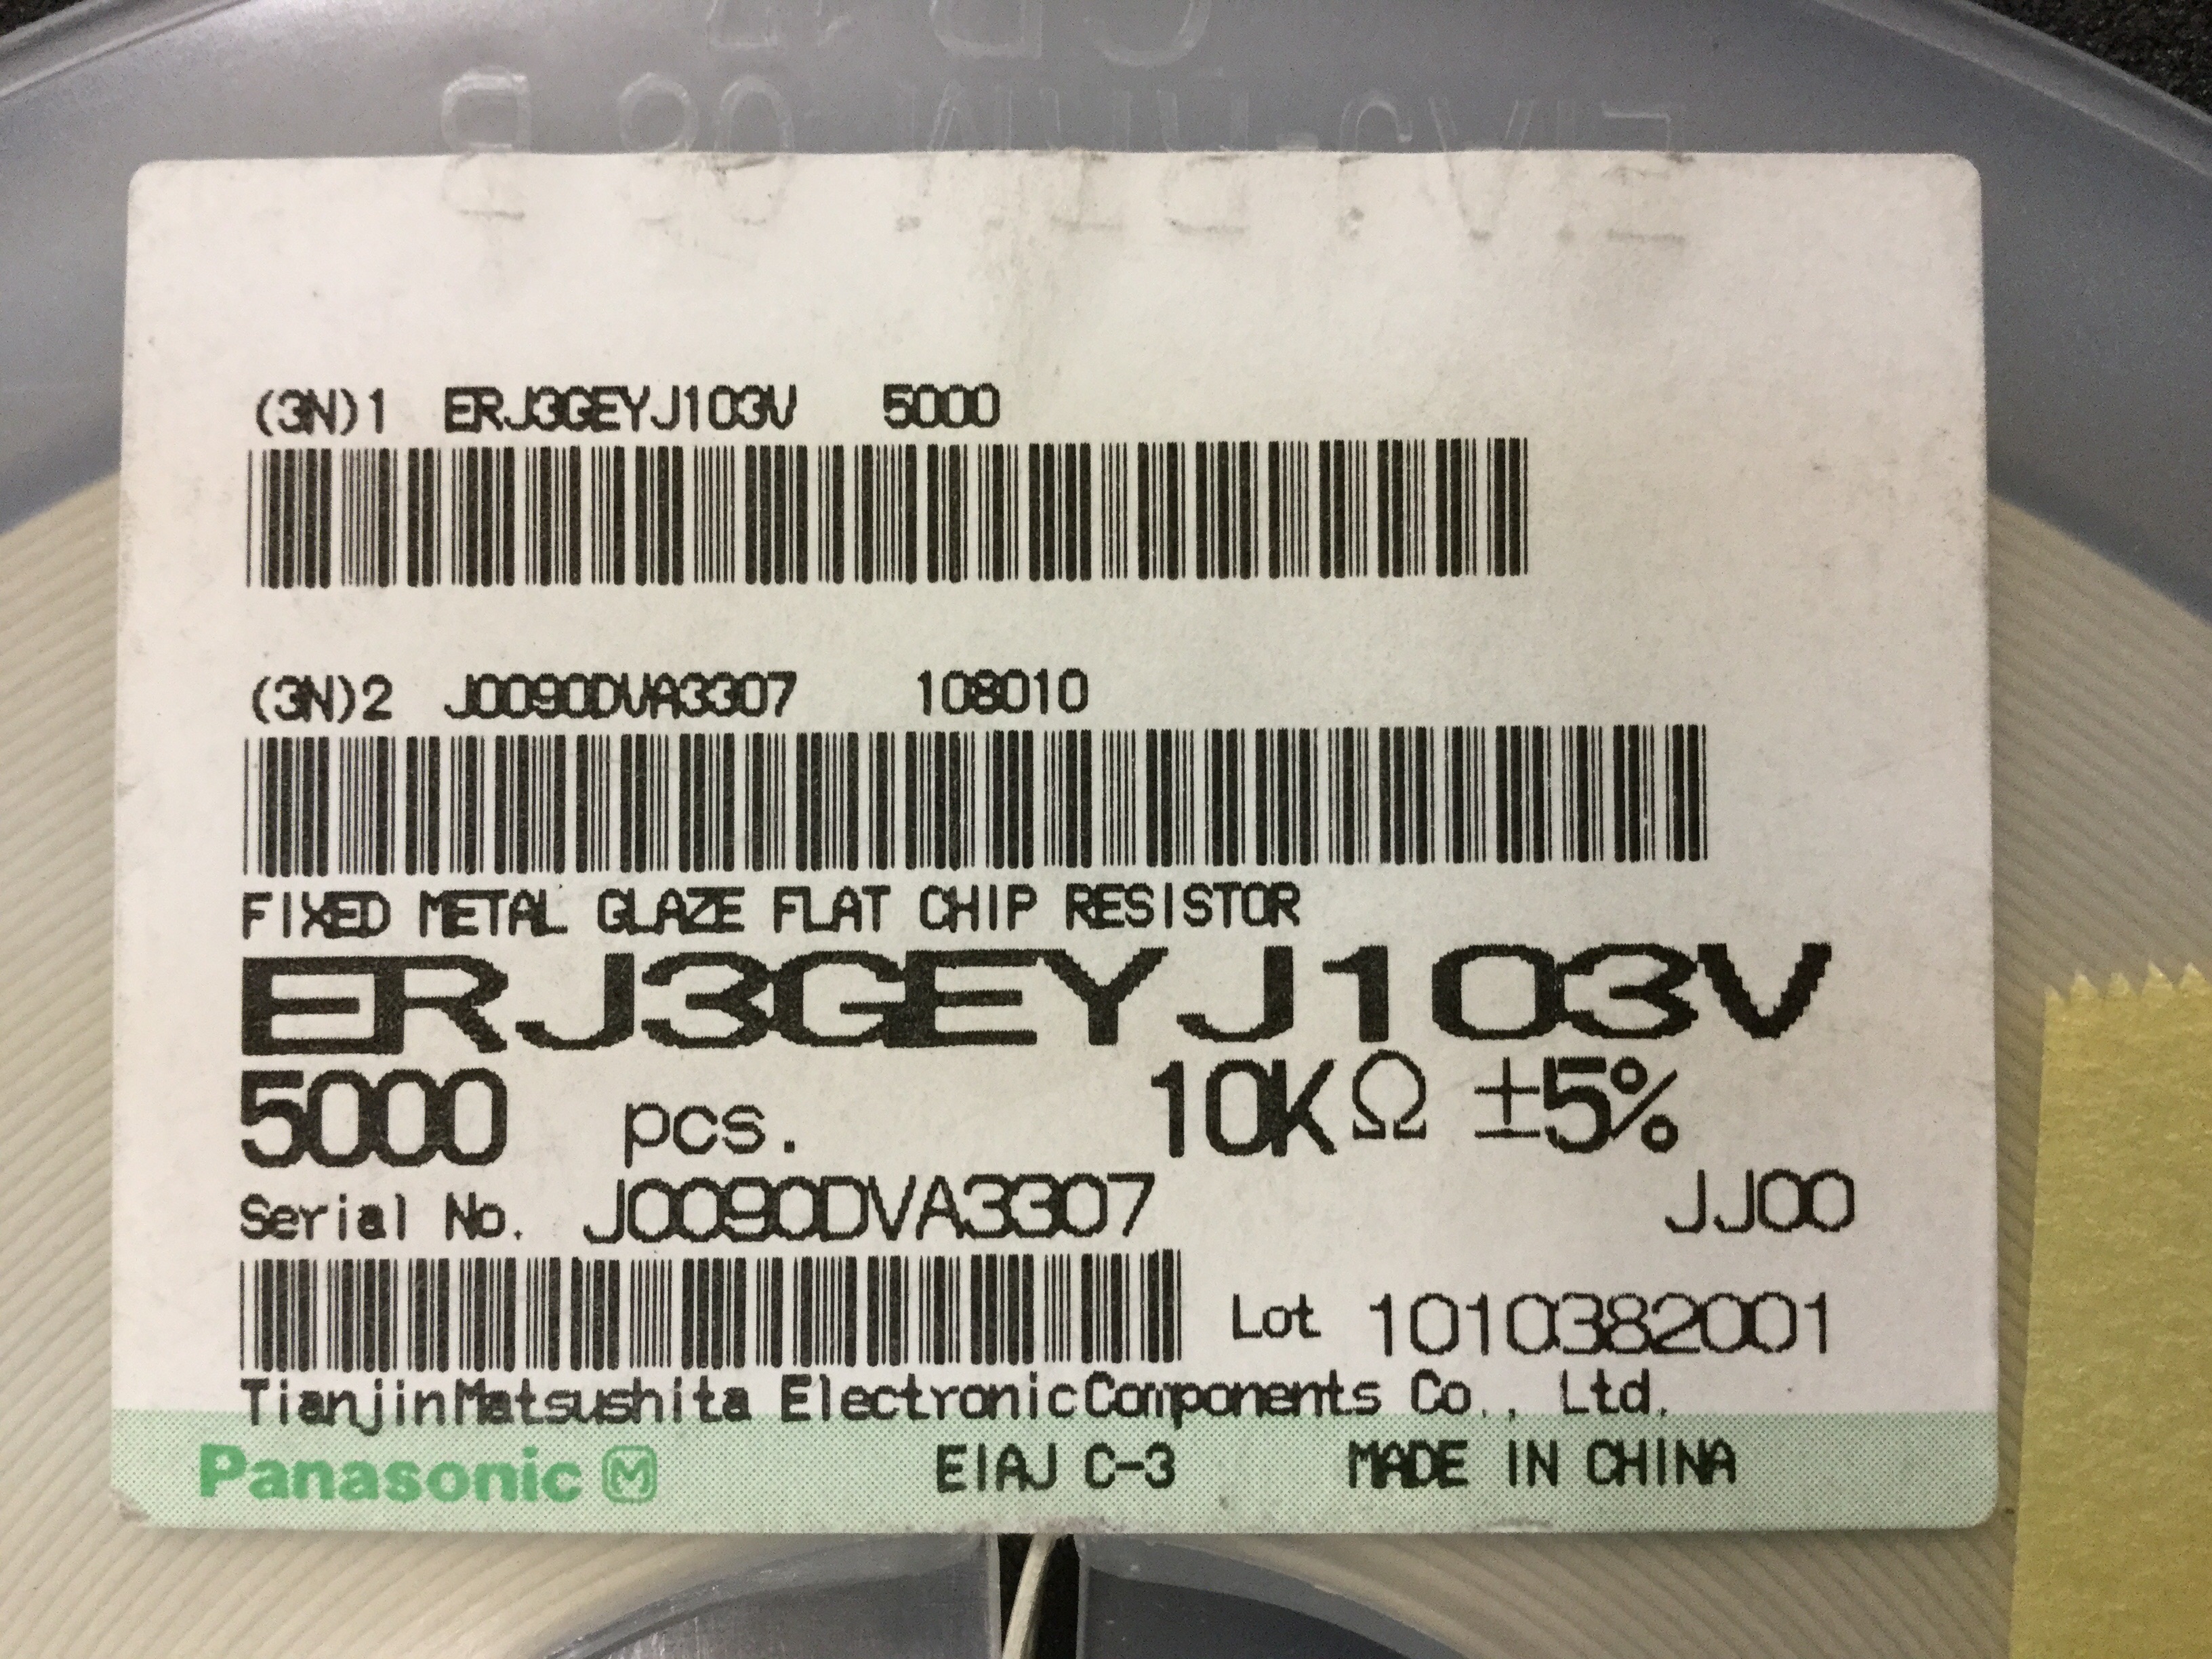 (3N)1 ERJ3GEYJ103V 5000
(3N)2 J0090DVA3307 108010
FIXED METAL GLAZE FLAT CHIP RESISTOR
ERJ3GEYJ103V
5000 pcs. 10KΩ ±5%
Serial No. J0090DVA3307 JJ00
Lot 1010382001
TianjinMatsushita ElectronicComponents Co., Ltd.
Panasonic M EIAJ C-3 MADE IN CHINA